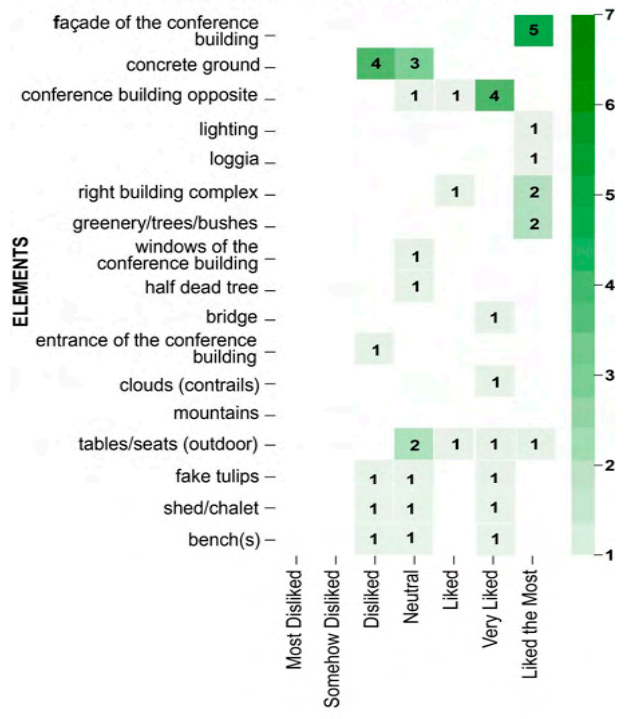 façade of the conference
building
5
7
concrete ground
4 3
conference building opposite
1 1 4
6
lighting
1
loggia
1
right building complex
1 2
5
greenery/trees/bushes
2
windows of the
conference building
1
half dead tree
1
4
bridge
1
entrance of the conference
building
1
clouds (contrails)
1
3
mountains
tables/seats (outdoor)
2 1 1 1
2
fake tulips
1 1 1
shed/chalet
1 1 1
bench(s)
1 1 1
1
ELEMENTS
Most Disliked
Somehow Disliked
Disliked
Neutral
Liked
Very Liked
Liked the Most